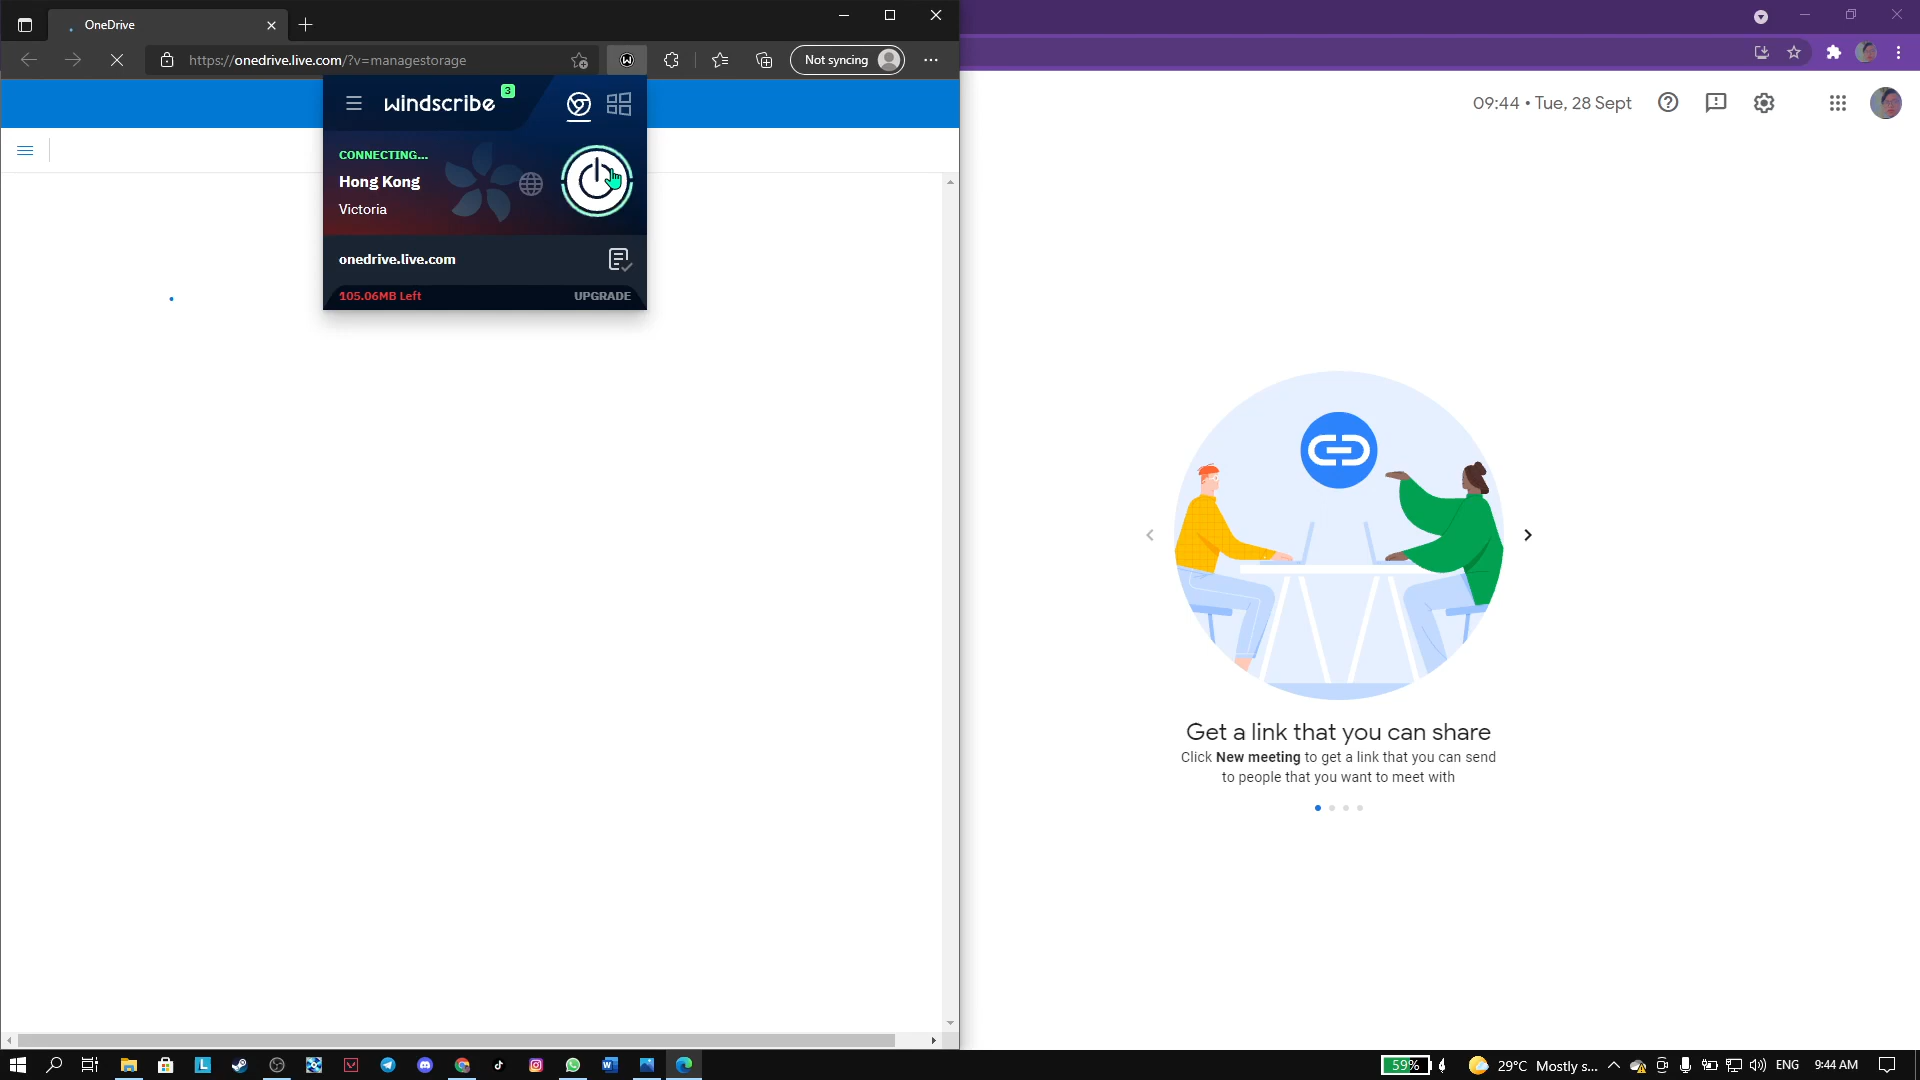 OneDrive
https://onedrive.live.com/?v=managestorage
Not syncing
windscribe
3
CONNECTING...
Hong Kong
Victoria
onedrive.live.com
105.06MB Left
UPGRADE
09:44 • Tue, 28 Sept
Get a link that you can share
Click New meeting to get a link that you can send
to people that you want to meet with
59%
29°C Mostly s...
ENG
9:44 AM